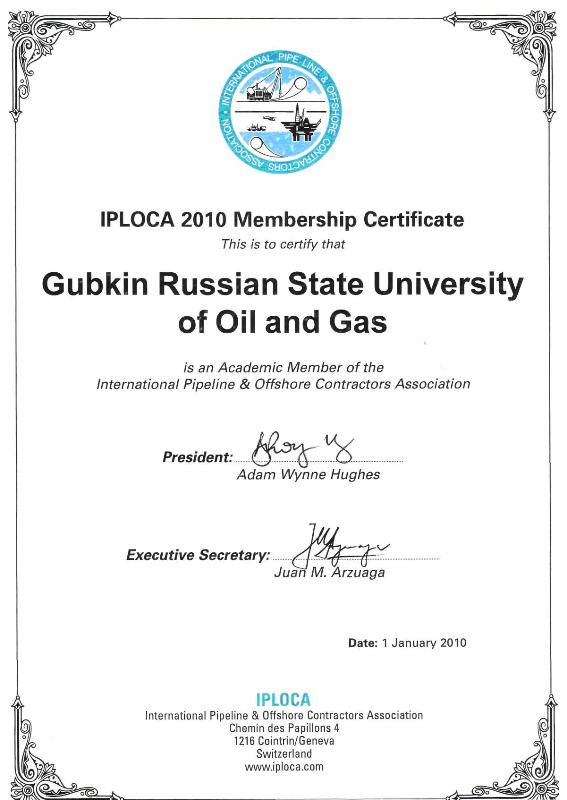 INTERNATIONAL PIPE LINE & OFFSHORE CONTRACTORS ASSOCIATION
IPLOCA 2010 Membership Certificate
This is to certify that
Gubkin Russian State University
of Oil and Gas
is an Academic Member of the
International Pipeline & Offshore Contractors Association
President:
Adam Wynne Hughes
Executive Secretary:
Juan M. Arzuaga
Date: 1 January 2010
IPLOCA
International Pipeline & Offshore Contractors Association
Chemin des Papillons 4
1216 Cointrin/Geneva
Switzerland
www.iploca.com